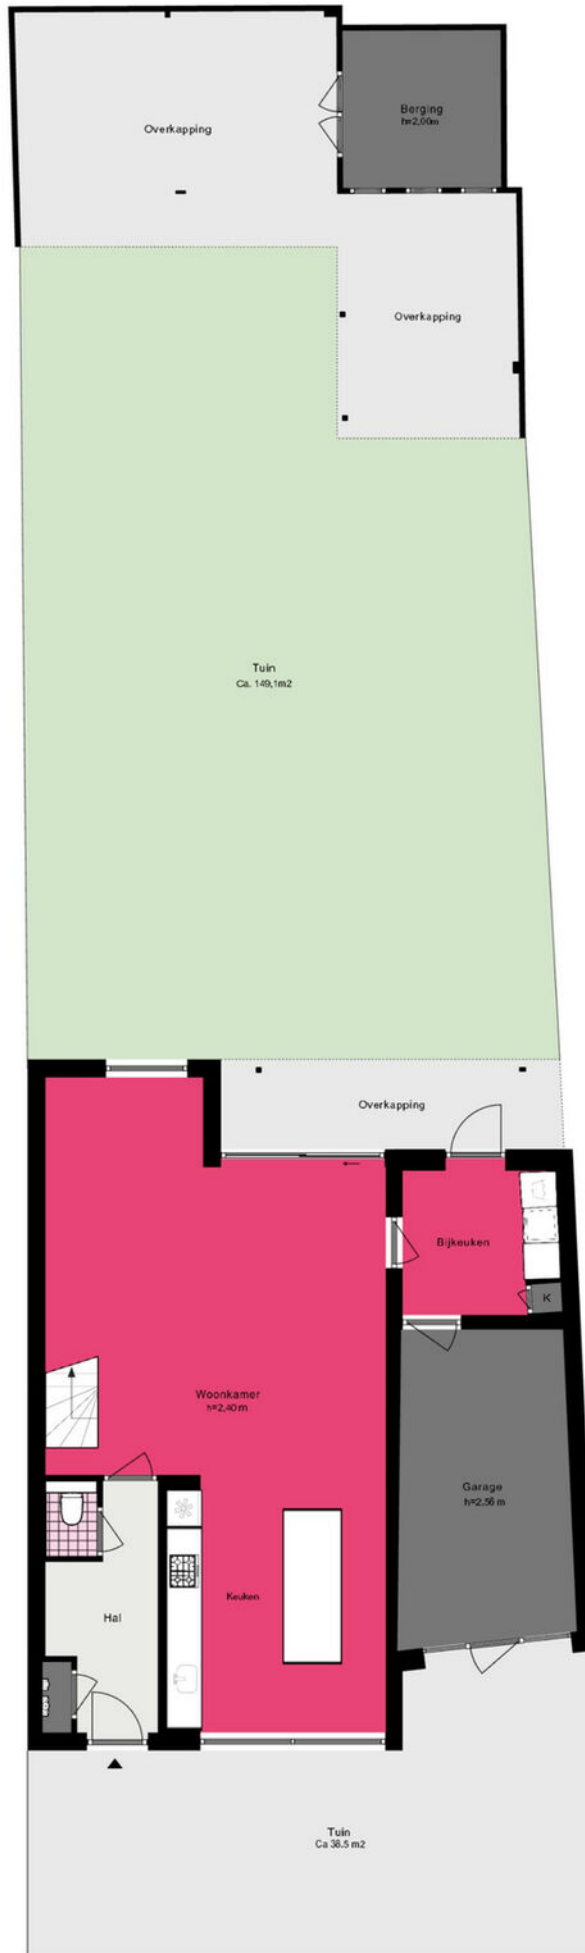 Overkapping
Berging
h=2,00m
Overkapping
Tuin
Ca. 149,1m2
Overkapping
Bijkeuken
K
Woonkamer
h=2,40 m
Garage
h=2.56 m
Keuken
Hal
Tuin
Ca 38.5 m2